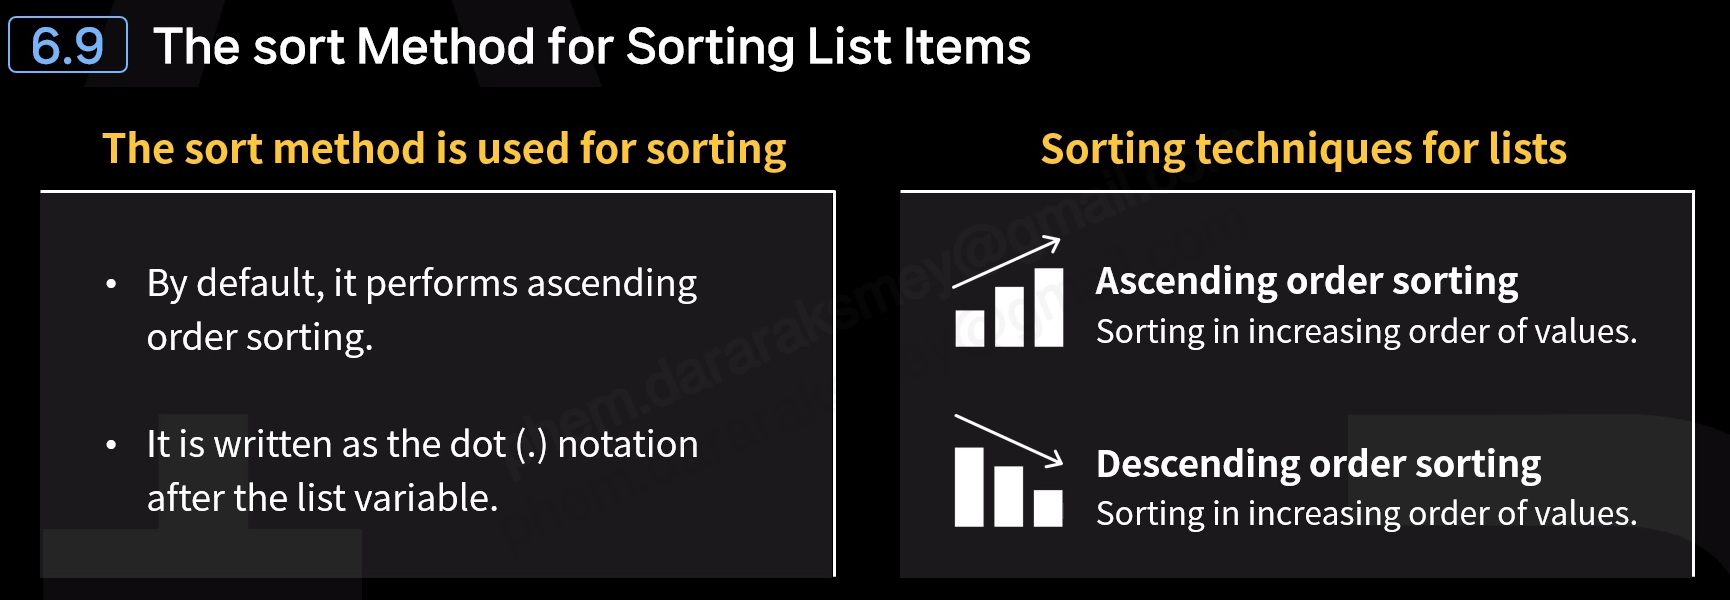 6.9 The sort Method for Sorting List Items
The sort method is used for sorting
• By default, it performs ascending
order sorting.
• It is written as the dot (.) notation
after the list variable.
Sorting techniques for lists
Ascending order sorting
Sorting in increasing order of values.
Descending order sorting
Sorting in increasing order of values.